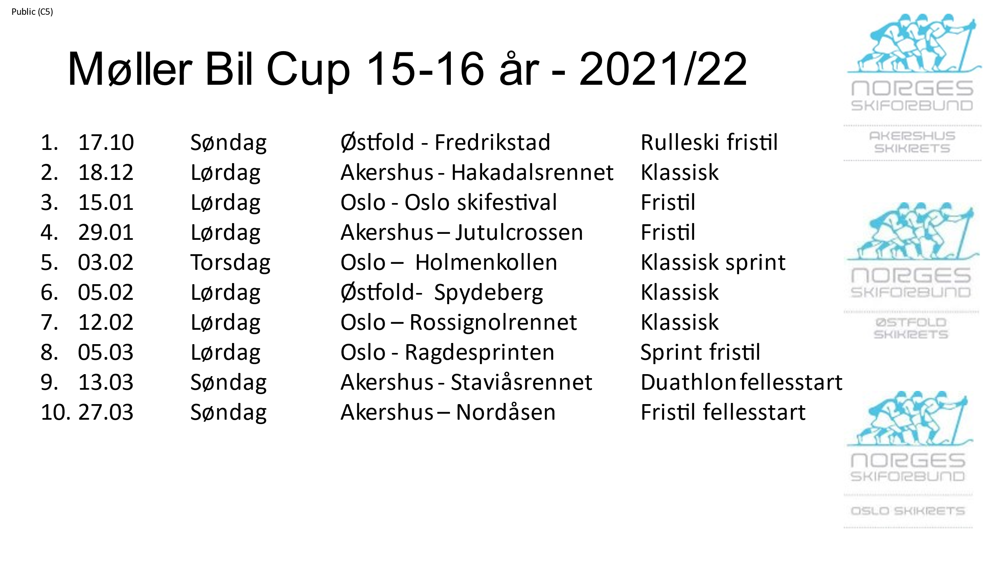 Public (C5)
Møller Bil Cup 15-16 år - 2021/22
1. 17.10 Søndag Østfold - Fredrikstad Rulleski fristil
2. 18.12 Lørdag Akershus - Hakadalsrennet Klassisk
3. 15.01 Lørdag Oslo - Oslo skifestival Fristil
4. 29.01 Lørdag Akershus – Jutulcrossen Fristil
5. 03.02 Torsdag Oslo – Holmenkollen Klassisk sprint
6. 05.02 Lørdag Østfold- Spydeberg Klassisk
7. 12.02 Lørdag Oslo – Rossignolrennet Klassisk
8. 05.03 Lørdag Oslo - Ragdesprinten Sprint fristil
9. 13.03 Søndag Akershus - Staviåsrennet Duathlon fellesstart
10. 27.03 Søndag Akershus – Nordåsen Fristil fellesstart
NORGES
SKIFORBUND
AKERSHUS
SKIKRETS
NORGES
SKIFORBUND
ØSTFOLD
SKIKRETS
NORGES
SKIFORBUND
OSLO SKIKRETS